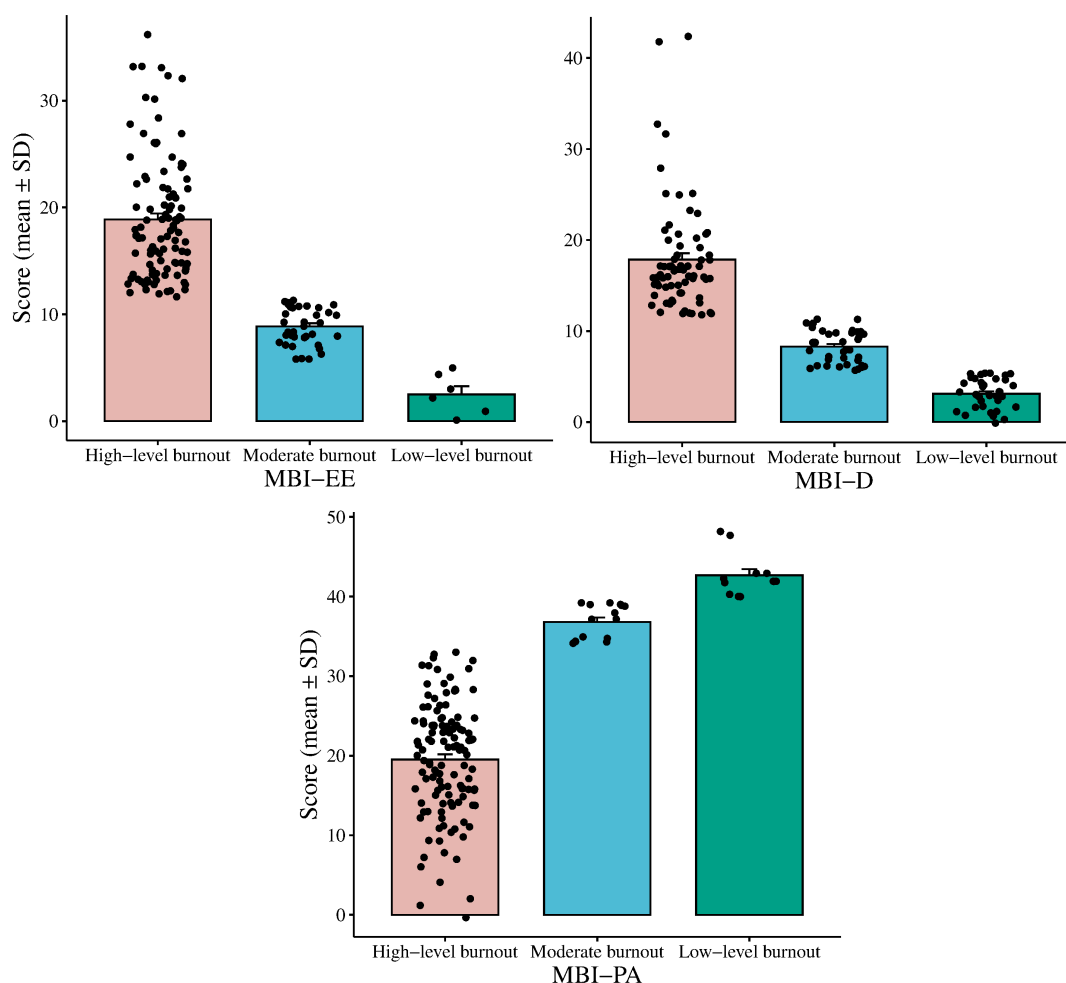 Score (mean ± SD)
30
20
10
0
High−level burnout Moderate burnout Low−level burnout
MBI−EE
40
30
20
10
0
High−level burnout Moderate burnout Low−level burnout
MBI−D
Score (mean ± SD)
50
40
30
20
10
0
High−level burnout Moderate burnout Low−level burnout
MBI−PA